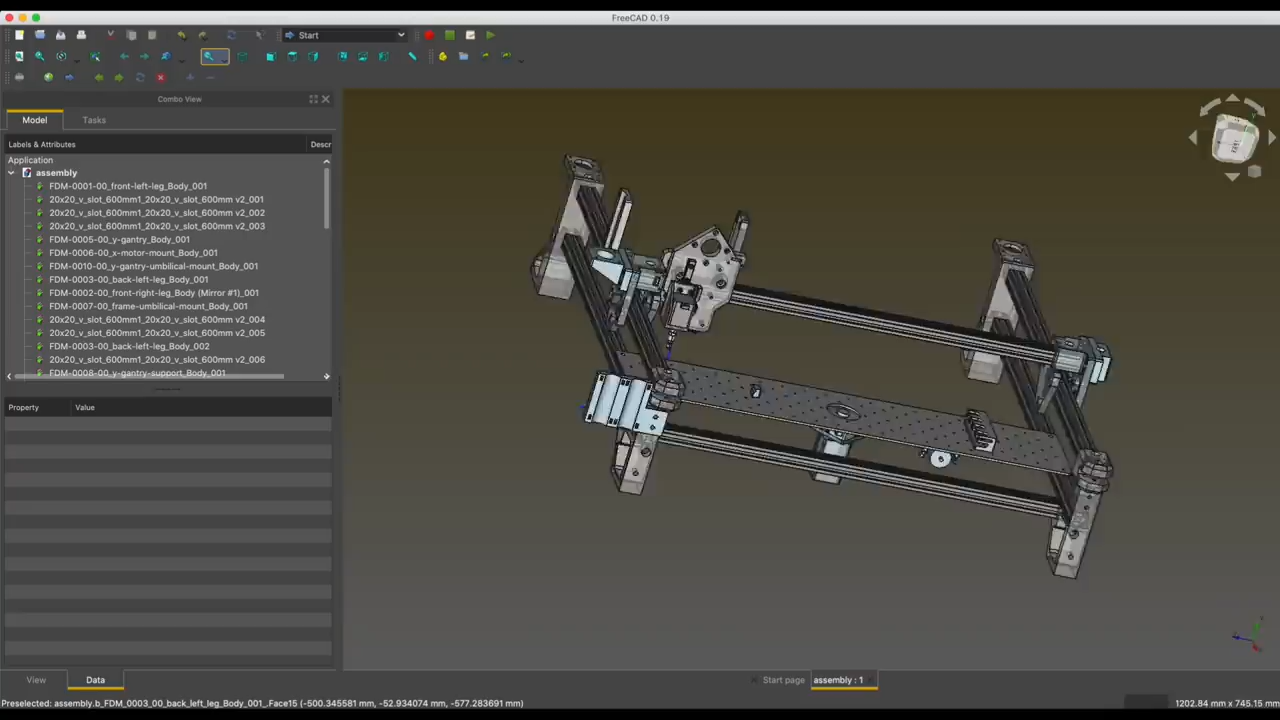 FreeCAD 0.19
Start
Combo View
Model
Tasks
Labels & Attributes
Descr
Application
assembly
FDM-0001-00_front-left-leg_Body_001
20x20_v_slot_600mm1_20x20_v_slot_600mm v2_001
20x20_v_slot_600mm1_20x20_v_slot_600mm v2_002
20x20_v_slot_600mm1_20x20_v_slot_600mm v2_003
FDM-0005-00_y-gantry_Body_001
FDM-0006-00_x-motor-mount_Body_001
FDM-0010-00_y-gantry-umbilical-mount_Body_001
FDM-0003-00_back-left-leg_Body_001
FDM-0002-00_front-right-leg_Body (Mirror #1)_001
FDM-0007-00_frame-umbilical-mount_Body_001
20x20_v_slot_600mm1_20x20_v_slot_600mm v2_004
20x20_v_slot_600mm1_20x20_v_slot_600mm v2_005
FDM-0003-00_back-left-leg_Body_002
20x20_v_slot_600mm1_20x20_v_slot_600mm v2_006
FDM-0008-00_y-gantry-support_Body_001
Property
Value
View
Data
Start page
assembly : 1
Preselected: assembly.b_FDM_0003_00_back_left_leg_Body_001_.Face15 (-500.345581 mm, -52.934074 mm, -577.283691 mm)
1202.84 mm x 745.15 mm